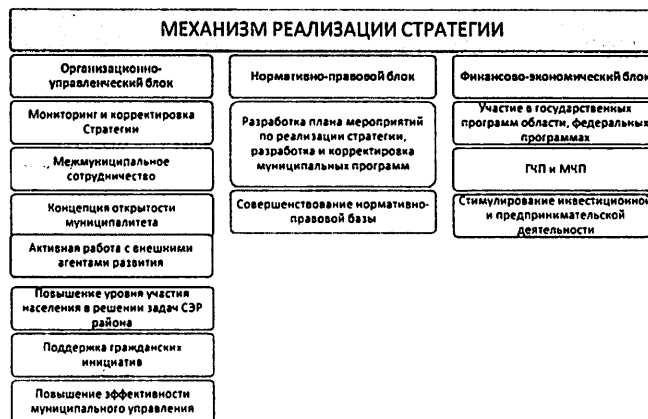 МЕХАНИЗМ РЕАЛИЗАЦИИ СТРАТЕГИИ
Организационно-
управленческий блок
Мониторинг и корректировка
Стратегии
Межмуниципальное
сотрудничество
Концепция открытости
муниципалитета
Активная работа с внешними
агентами развития
Повышение уровня участия
населения в решении задач СЭР
района
Поддержка гражданских
инициатив
Повышение эффективности
муниципального управления
Нормативно-правовой блок
Разработка плана мероприятий
по реализации стратегии,
разработка и корректировка
муниципальных программ
Совершенствование нормативно-
правовой базы
Финансово-экономический блок
Участие в государственных
программ области, федеральных
программах
ГЧП и МЧП
Стимулирование инвестиционной
и предпринимательской
деятельности